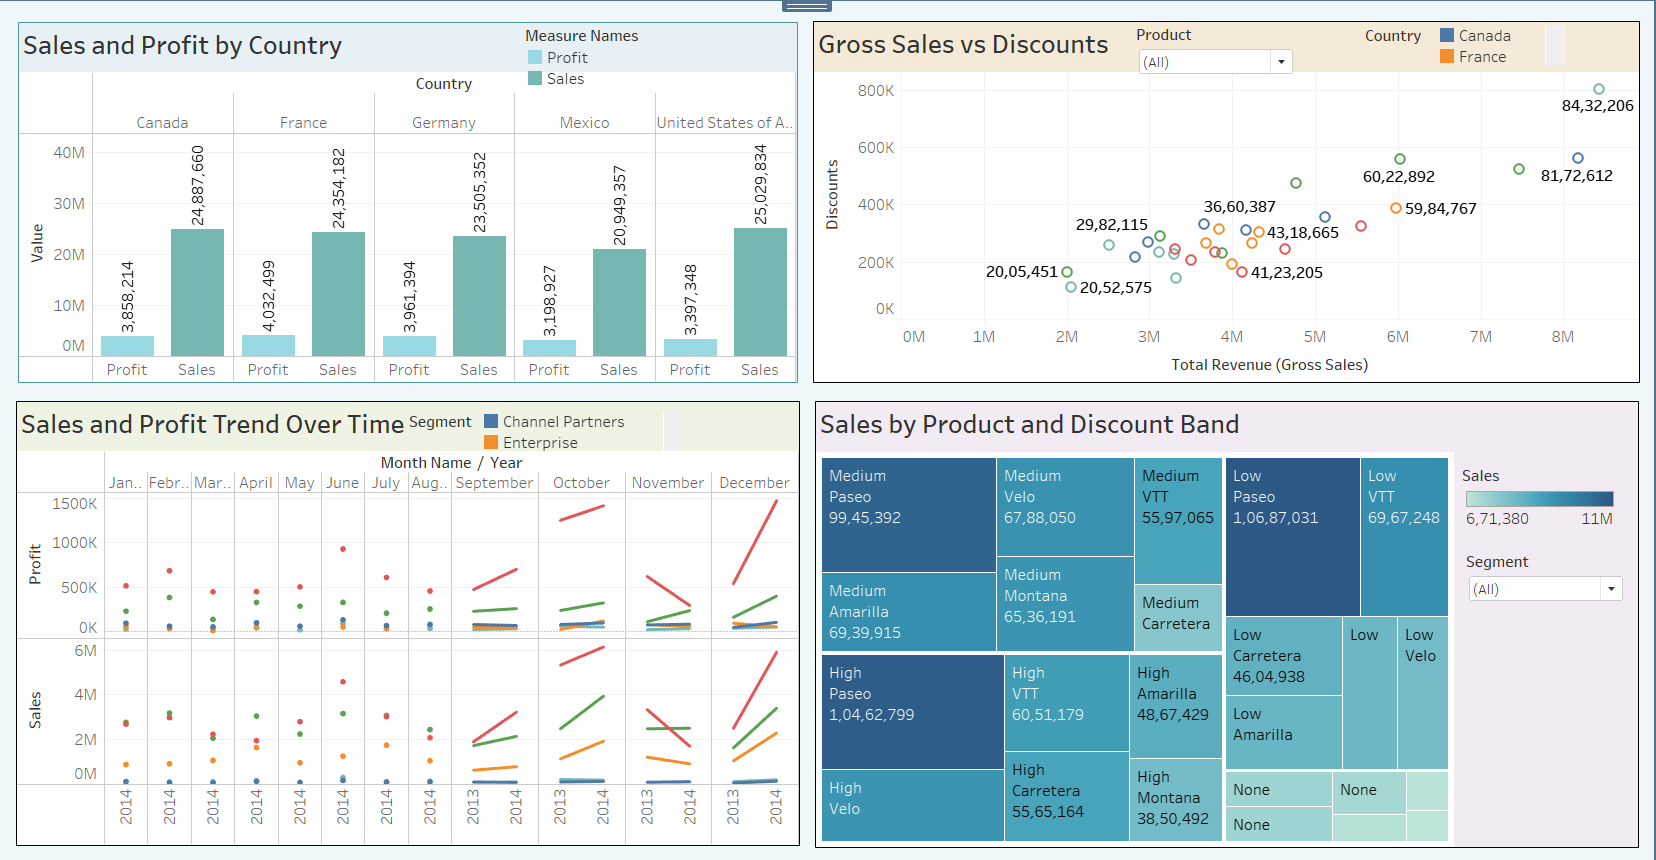 Sales and Profit by Country
Measure Names
Profit
Sales
Country
Canada France Germany Mexico United States of A..
Value
40M
30M
20M
10M
0M
3,858,214
24,887,660
4,032,499
24,354,182
3,961,394
23,505,352
3,198,927
20,949,357
3,397,348
25,029,834
Profit Sales Profit Sales Profit Sales Profit Sales Profit Sales
Gross Sales vs Discounts
Product
(All)
Country
Canada
France
Discounts
800K
600K
400K
200K
0K
84,32,206
60,22,892
81,72,612
36,60,387
59,84,767
29,82,115
43,18,665
20,05,451
41,23,205
20,52,575
0M 1M 2M 3M 4M 5M 6M 7M 8M
Total Revenue (Gross Sales)
Sales and Profit Trend Over Time
Segment
Channel Partners
Enterprise
Month Name / Year
Jan.. Febr.. Mar.. April May June July Aug.. September October November December
Profit
1500K
1000K
500K
0K
Sales
6M
4M
2M
0M
2014 2014 2014 2014 2014 2014 2014 2014 2013 2014 2013 2014 2013 2014 2013 2014
Sales by Product and Discount Band
Medium
Paseo
99,45,392
Medium
Velo
67,88,050
Medium
VTT
55,97,065
Medium
Amarilla
69,39,915
Medium
Montana
65,36,191
Medium
Carretera
High
Paseo
1,04,62,799
High
VTT
60,51,179
High
Amarilla
48,67,429
High
Velo
High
Carretera
55,65,164
High
Montana
38,50,492
Low
Paseo
1,06,87,031
Low
VTT
69,67,248
Low
Carretera
46,04,938
Low
Low
Velo
Low
Amarilla
None
None
None
Sales
6,71,380 11M
Segment
(All)